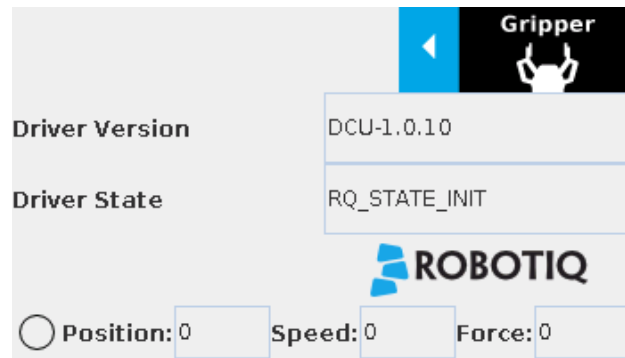 Gripper
Driver Version DCU-1.0.10
Driver State RQ_STATE_INIT
ROBOTIQ
Position: 0 Speed: 0 Force: 0